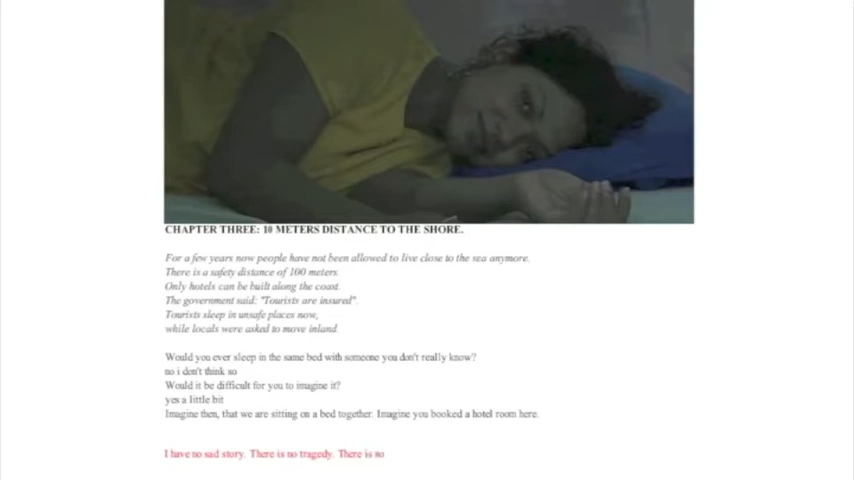 CHAPTER THREE: 10 METERS DISTANCE TO THE SHORE.
For a few years now people have not been allowed to live close to the sea anymore.
There is a safety distance of 100 meters.
Only hotels can be built along the coast.
The government said: "Tourists are insured".
Tourists sleep in unsafe places now,
while locals were asked to move inland.
Would you ever sleep in the same bed with someone you don't really know?
no i don't think so
Would it be difficult for you to imagine it?
yes a little bit
Imagine then, that we are sitting on a bed together. Imagine you booked a hotel room here.
I have no sad story. There is no tragedy. There is no